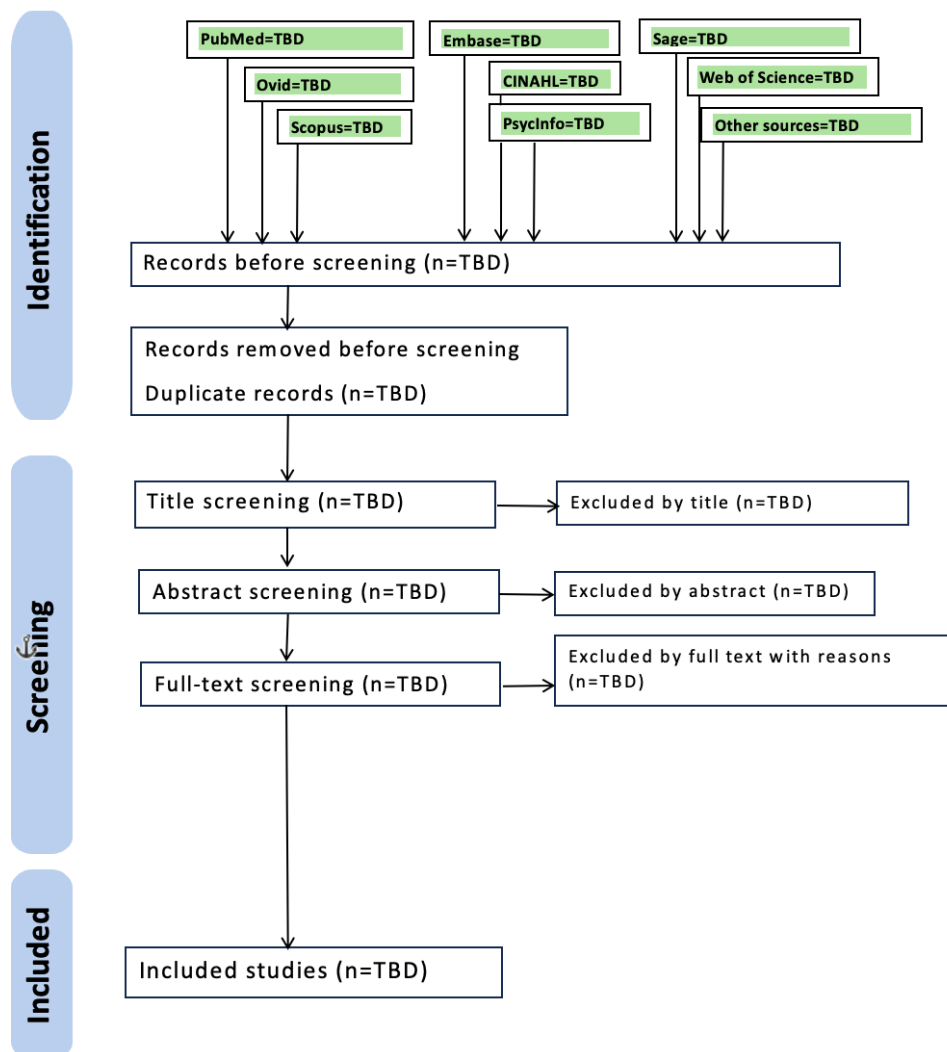 Identification
PubMed=TBD
Ovid=TBD
Scopus=TBD
Embase=TBD
CINAHL=TBD
PsycInfo=TBD
Sage=TBD
Web of Science=TBD
Other sources=TBD
Records before screening (n=TBD)
Records removed before screening
Duplicate records (n=TBD)
Screening
Title screening (n=TBD)
Excluded by title (n=TBD)
Abstract screening (n=TBD)
Excluded by abstract (n=TBD)
Full-text screening (n=TBD)
Excluded by full text with reasons
(n=TBD)
Included
Included studies (n=TBD)